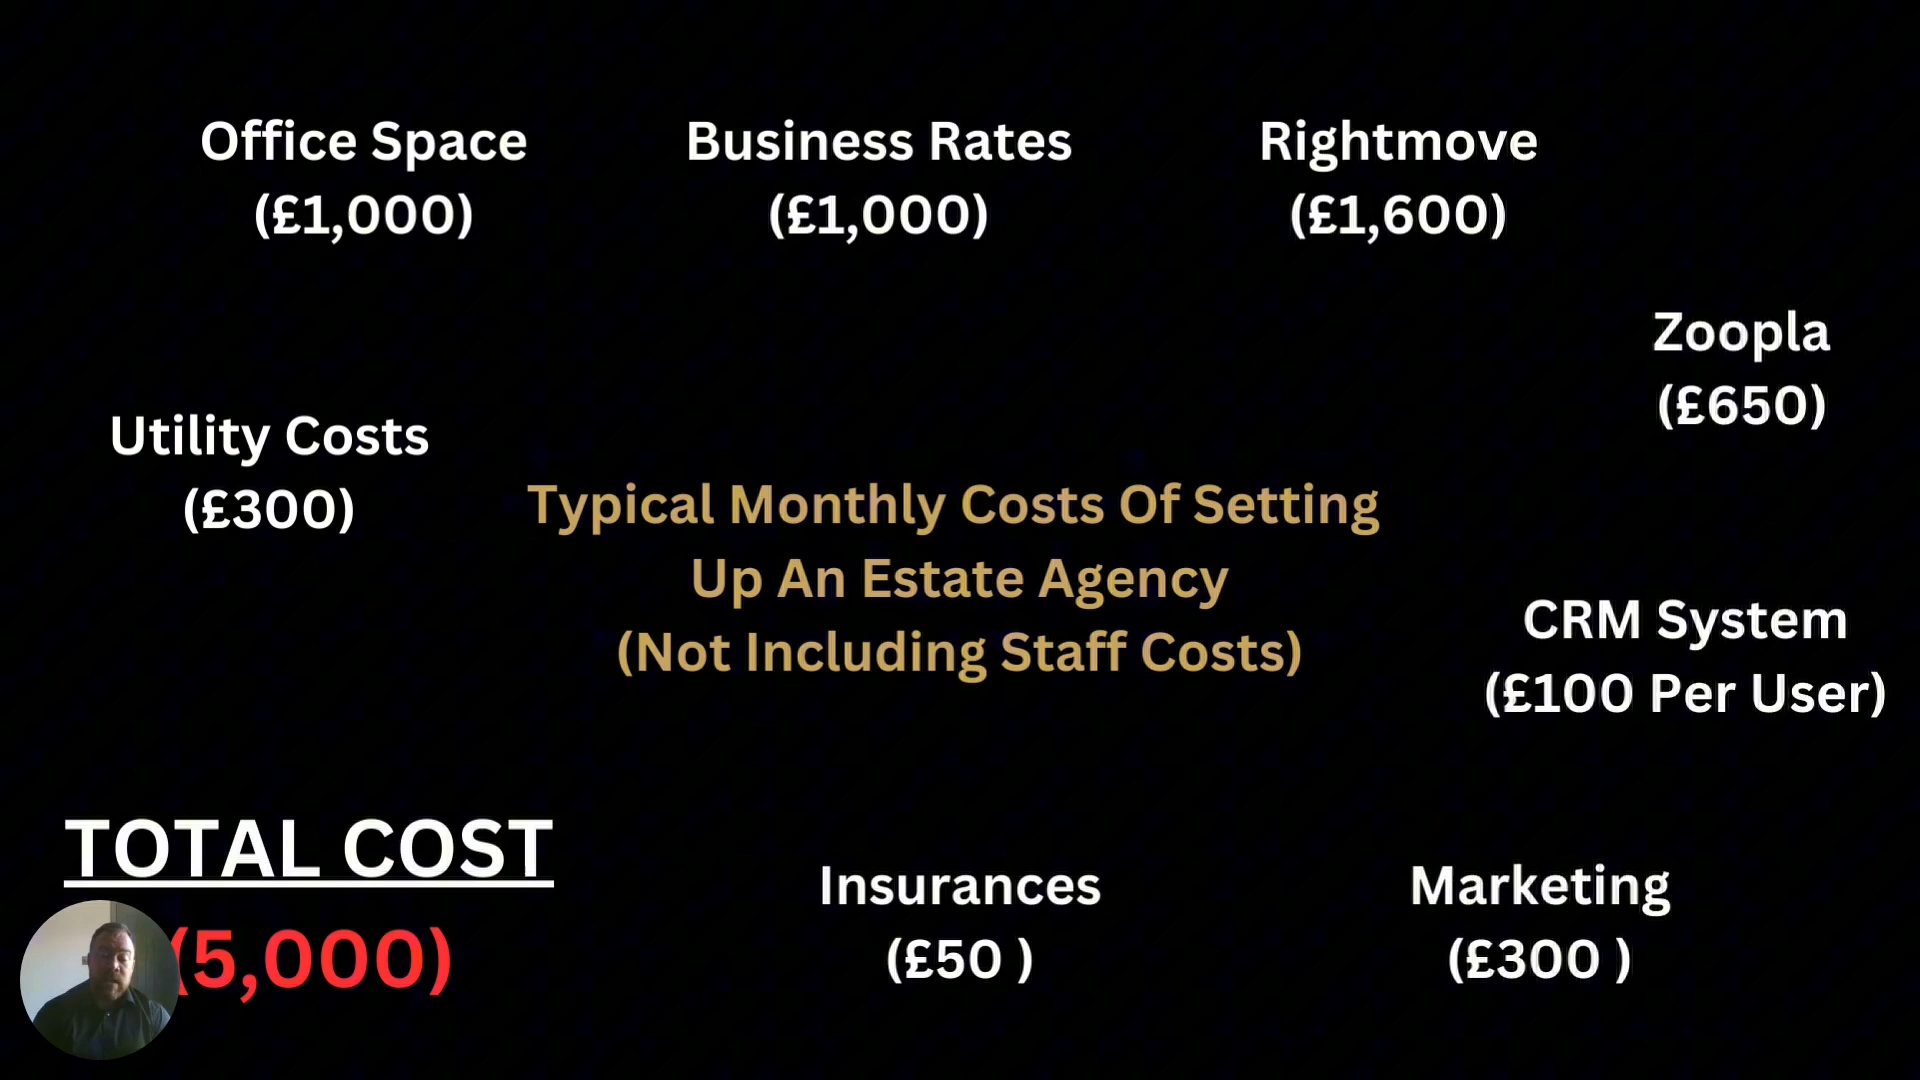 Office Space
(£1,000)
Business Rates
(£1,000)
Rightmove
(£1,600)
Zoopla
(£650)
Utility Costs
(£300)
Typical Monthly Costs Of Setting
Up An Estate Agency
(Not Including Staff Costs)
CRM System
(£100 Per User)
TOTAL COST
(5,000)
Insurances
(£50 )
Marketing
(£300 )